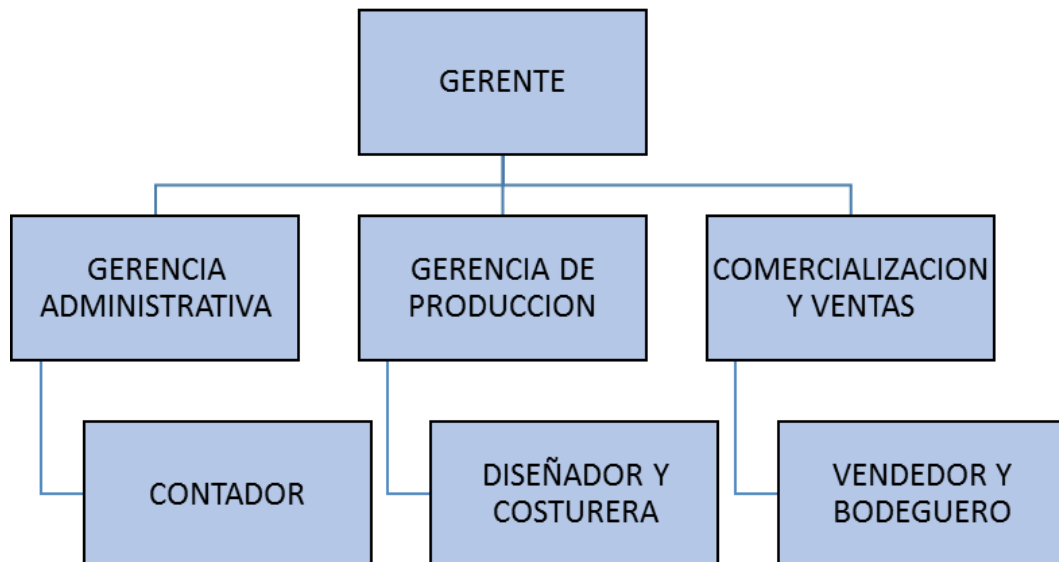 GERENTE
GERENCIA
ADMINISTRATIVA
GERENCIA DE
PRODUCCION
COMERCIALIZACION
Y VENTAS
CONTADOR
DISEÑADOR Y
COSTURERA
VENDEDOR Y
BODEGUERO